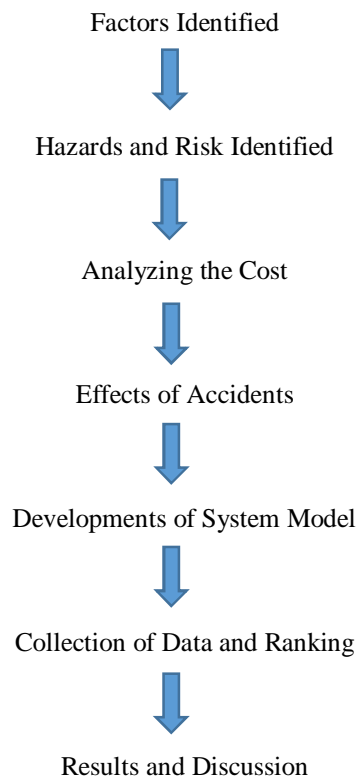 Factors Identified
Hazards and Risk Identified
Analyzing the Cost
Effects of Accidents
Developments of System Model
Collection of Data and Ranking
Results and Discussion